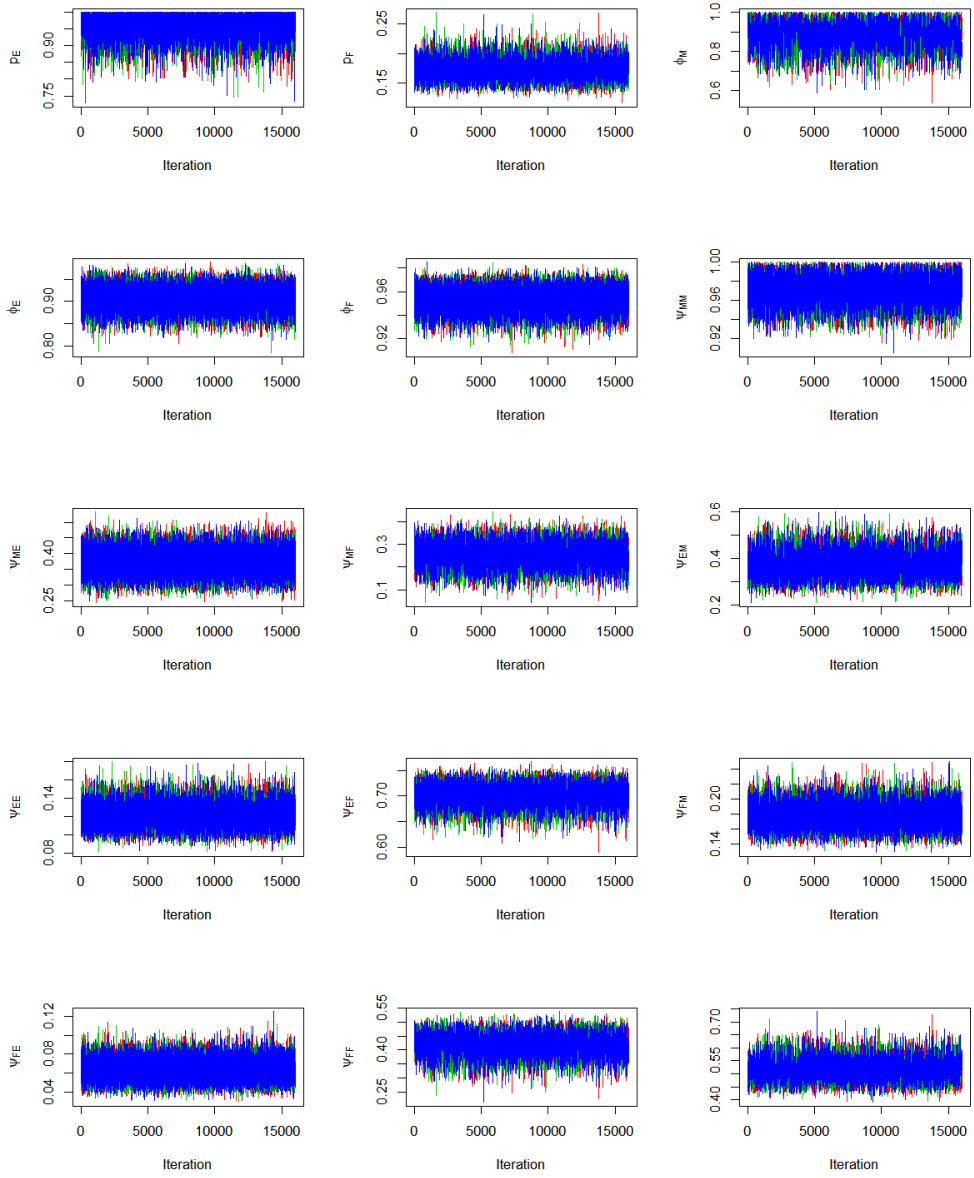 p_E
0.90
0.75
0 5000 10000 15000
Iteration
p_F
0.25
0.15
0 5000 10000 15000
Iteration
ϕ_M
1.0
0.8
0.6
0 5000 10000 15000
Iteration
ϕ_E
0.90
0.80
0 5000 10000 15000
Iteration
ϕ_F
0.96
0.92
0 5000 10000 15000
Iteration
Ψ_MM
1.00
0.96
0.92
0 5000 10000 15000
Iteration
Ψ_ME
0.40
0.25
0 5000 10000 15000
Iteration
Ψ_MF
0.3
0.1
0 5000 10000 15000
Iteration
Ψ_EM
0.6
0.4
0.2
0 5000 10000 15000
Iteration
Ψ_EE
0.14
0.08
0 5000 10000 15000
Iteration
Ψ_EF
0.70
0.60
0 5000 10000 15000
Iteration
Ψ_FM
0.20
0.14
0 5000 10000 15000
Iteration
Ψ_FE
0.12
0.08
0.04
0 5000 10000 15000
Iteration
Ψ_FF
0.55
0.40
0.25
0 5000 10000 15000
Iteration
0.70
0.55
0.40
0 5000 10000 15000
Iteration